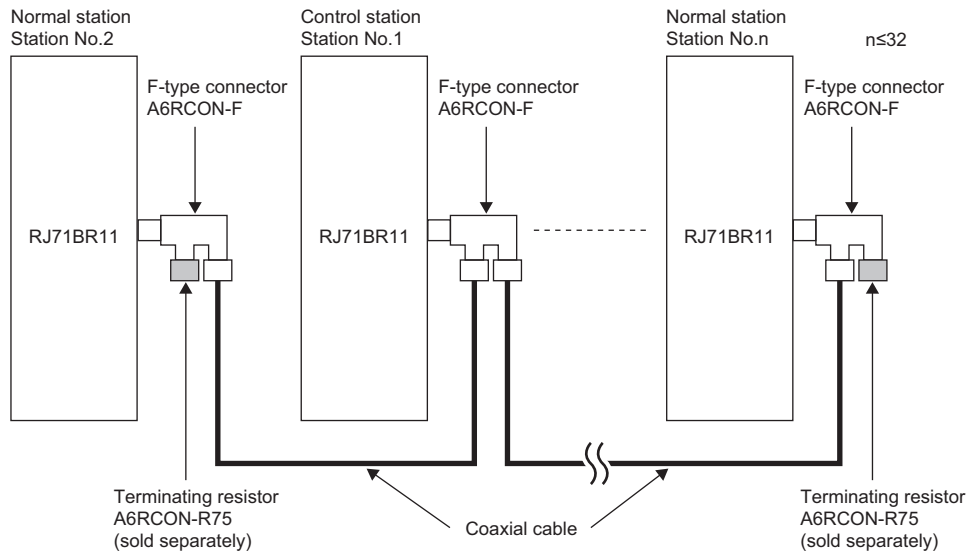 Normal station
Station No.2
Control station
Station No.1
Normal station
Station No.n
n≤32
F-type connector
A6RCON-F
F-type connector
A6RCON-F
F-type connector
A6RCON-F
RJ71BR11
RJ71BR11
RJ71BR11
Terminating resistor
A6RCON-R75
(sold separately)
Coaxial cable
Terminating resistor
A6RCON-R75
(sold separately)